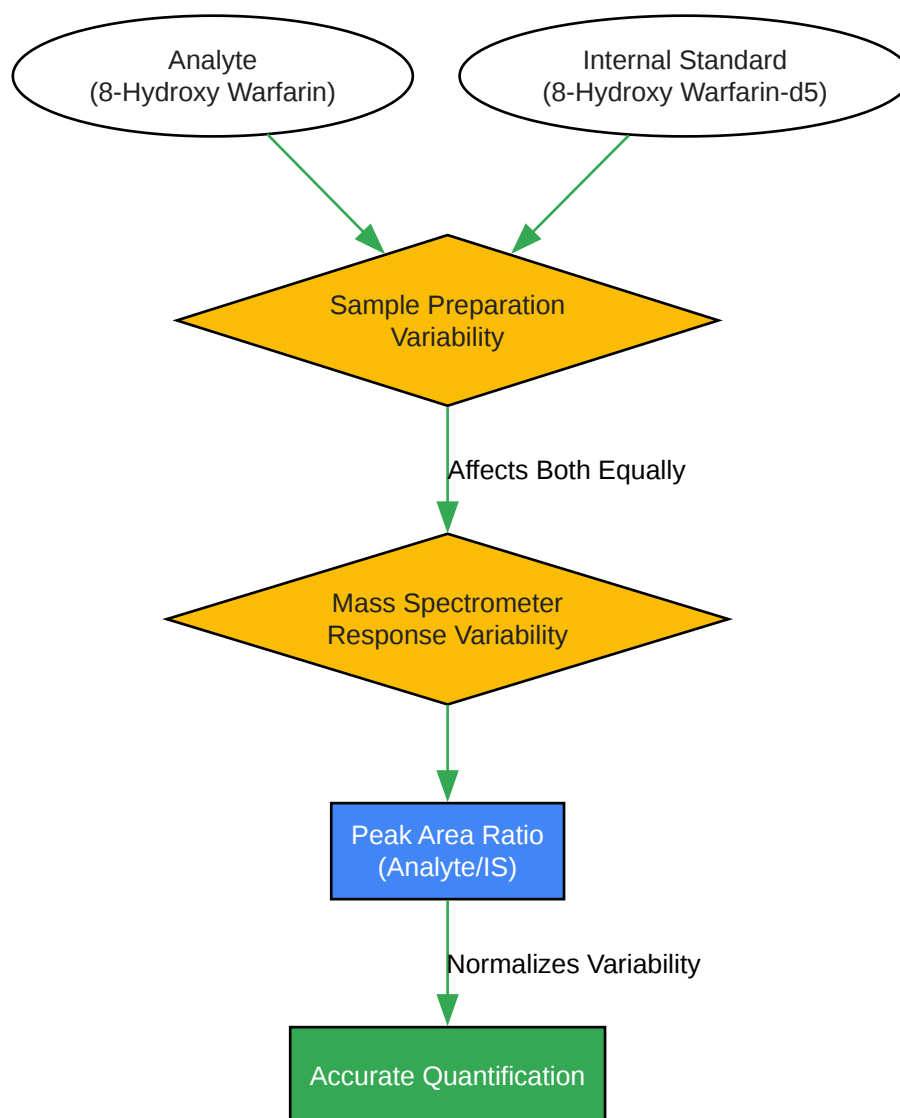 Analyte
(8-Hydroxy Warfarin)
Internal Standard
(8-Hydroxy Warfarin-d5)
Sample Preparation
Variability
Affects Both Equally
Mass Spectrometer
Response Variability
Peak Area Ratio
(Analyte/IS)
Normalizes Variability
Accurate Quantification